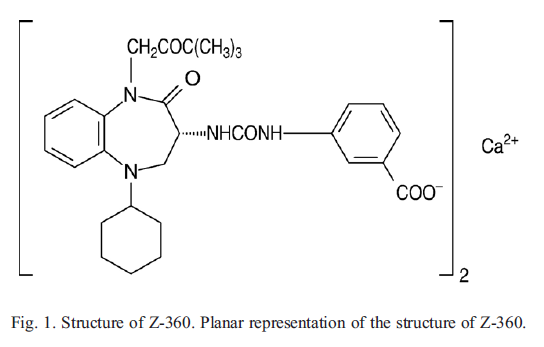 CH₂COC(CH₃)₃
N
O
NHCONH
Ca²⁺
N
COO⁻
2
Fig. 1. Structure of Z-360. Planar representation of the structure of Z-360.